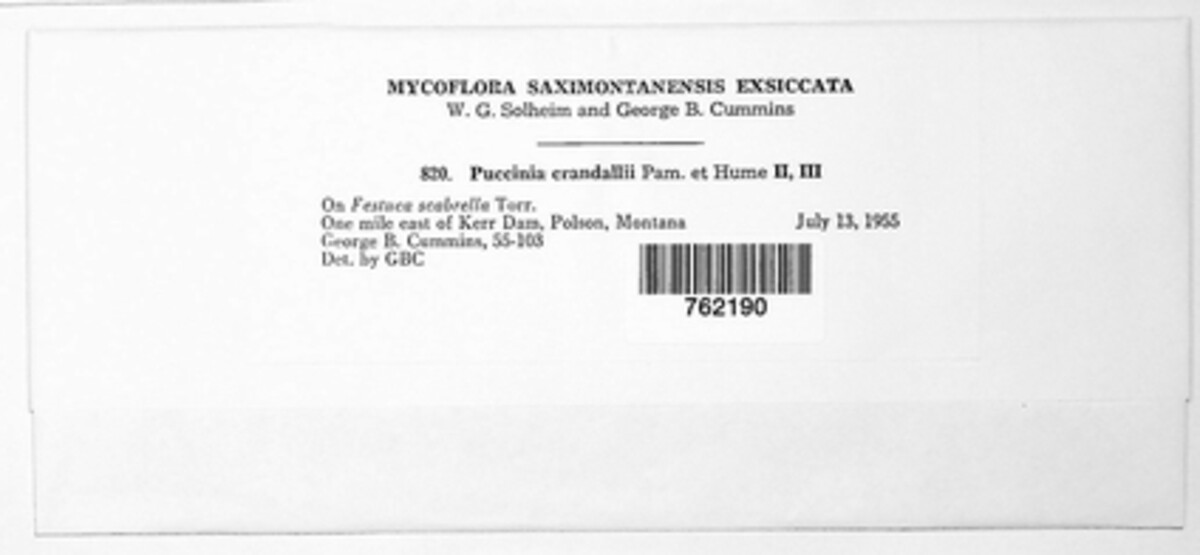 MYCOFLORA SAXIMONTANENSIS EXSICCATA
W. G. Solheim and George B. Cummins
820. Puccinia crandallii Pam. et Hume II, III
On Festuca scabrella Torr.
One mile east of Kerr Dam, Polson, Montana July 13, 1955
George B. Cummins, 55-103
Det. by GBC
762190